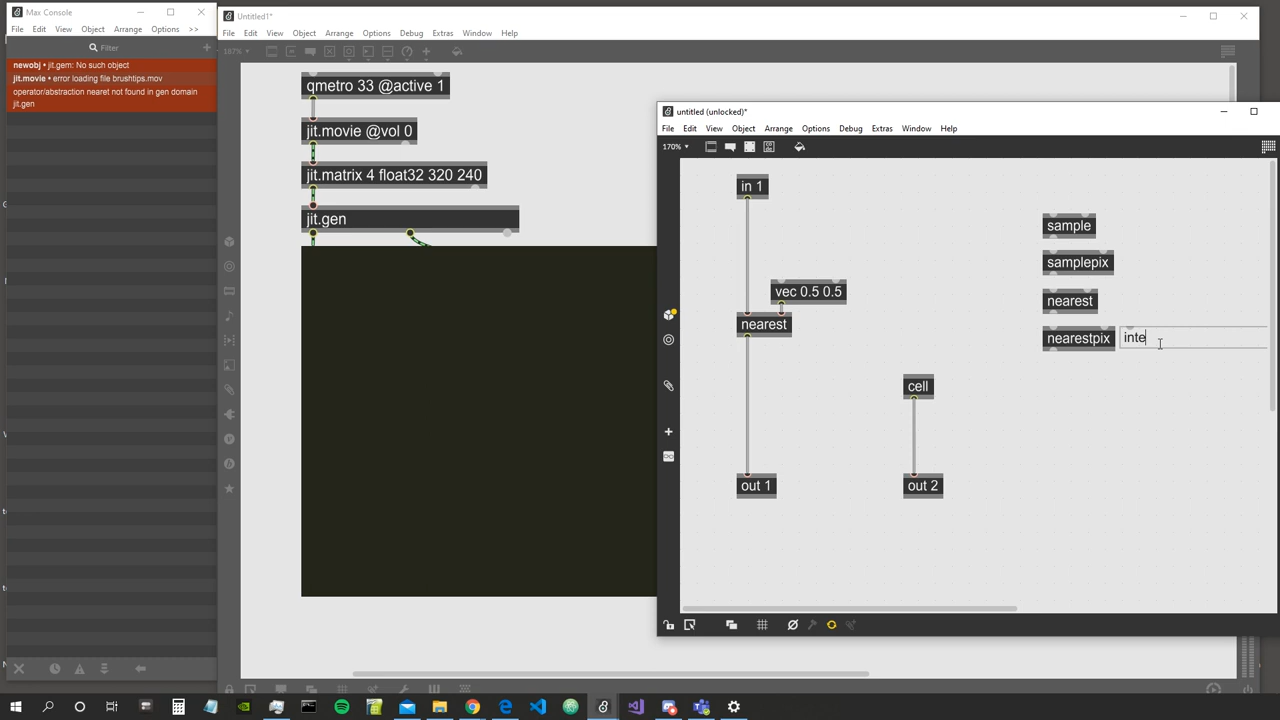 Max Console
File Edit View Object Arrange Options >>
Filter
newobj • jit.gem: No such object
jit.movie • error loading file brushtips.mov
operator/abstraction nearet not found in gen domain
jit.gen
Untitled1*
File Edit View Object Arrange Options Debug Extras Window Help
187%
qmetro 33 @active 1
jit.movie @vol 0
jit.matrix 4 float32 320 240
jit.gen
untitled (unlocked)*
File Edit View Object Arrange Options Debug Extras Window Help
170%
in 1
sample
samplepix
vec 0.5 0.5
nearest
nearest
nearestpix inte
cell
out 1
out 2